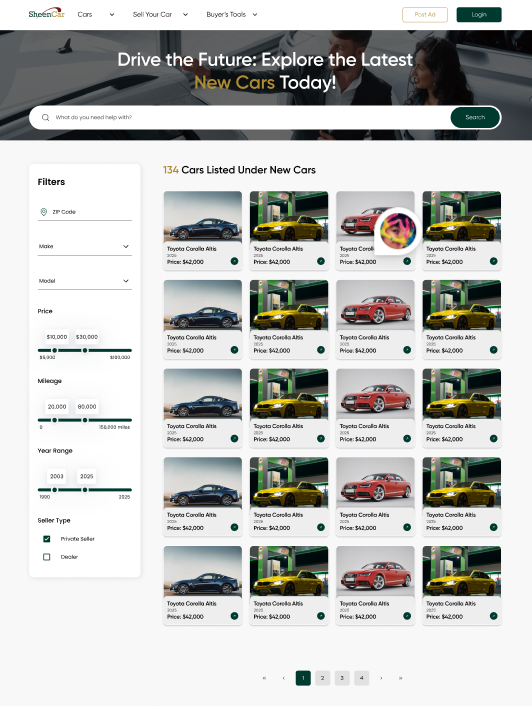 SheenCar
Cars
Sell Your Car
Buyer's Tools
Post Ad
Login
Drive the Future: Explore the Latest
New Cars Today!
What do you need help with?
Search
Filters
ZIP Code
Make
Model
Price
$10,000 $30,000
$5,000 $100,000
Mileage
20,000 80,000
0 150,000 miles
Year Range
2003 2025
1990 2025
Seller Type
Private Seller
Dealer
134 Cars Listed Under New Cars
Toyota Corolla Altis
2025
Price: $42,000
Toyota Corolla Altis
2025
Price: $42,000
Toyota Corolla Altis
2025
Price: $42,000
Toyota Corolla Altis
2025
Price: $42,000
Toyota Corolla Altis
2025
Price: $42,000
Toyota Corolla Altis
2025
Price: $42,000
Toyota Corolla Altis
2025
Price: $42,000
Toyota Corolla Altis
2025
Price: $42,000
Toyota Corolla Altis
2025
Price: $42,000
Toyota Corolla Altis
2025
Price: $42,000
Toyota Corolla Altis
2025
Price: $42,000
Toyota Corolla Altis
2025
Price: $42,000
Toyota Corolla Altis
2025
Price: $42,000
Toyota Corolla Altis
2025
Price: $42,000
Toyota Corolla Altis
2025
Price: $42,000
Toyota Corolla Altis
2025
Price: $42,000
Toyota Corolla Altis
2025
Price: $42,000
Toyota Corolla Altis
2025
Price: $42,000
Toyota Corolla Altis
2025
Price: $42,000
Toyota Corolla Altis
2025
Price: $42,000
« ‹ 1 2 3 4 › »